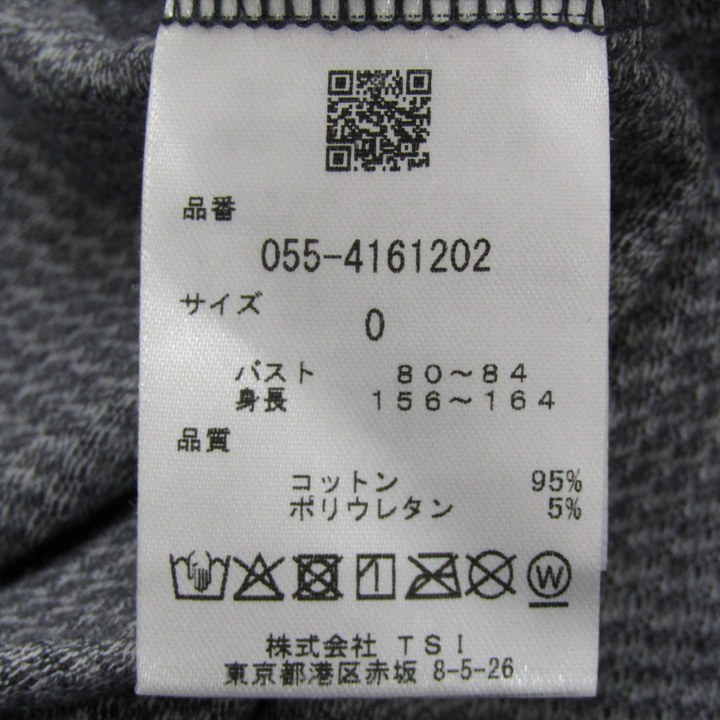 品番
055-4161202
サイズ
0
バスト 80～84
身長 156～164
品質
コットン 95%
ポリウレタン 5%
W
株式会社 TSI
東京都港区赤坂 8-5-26